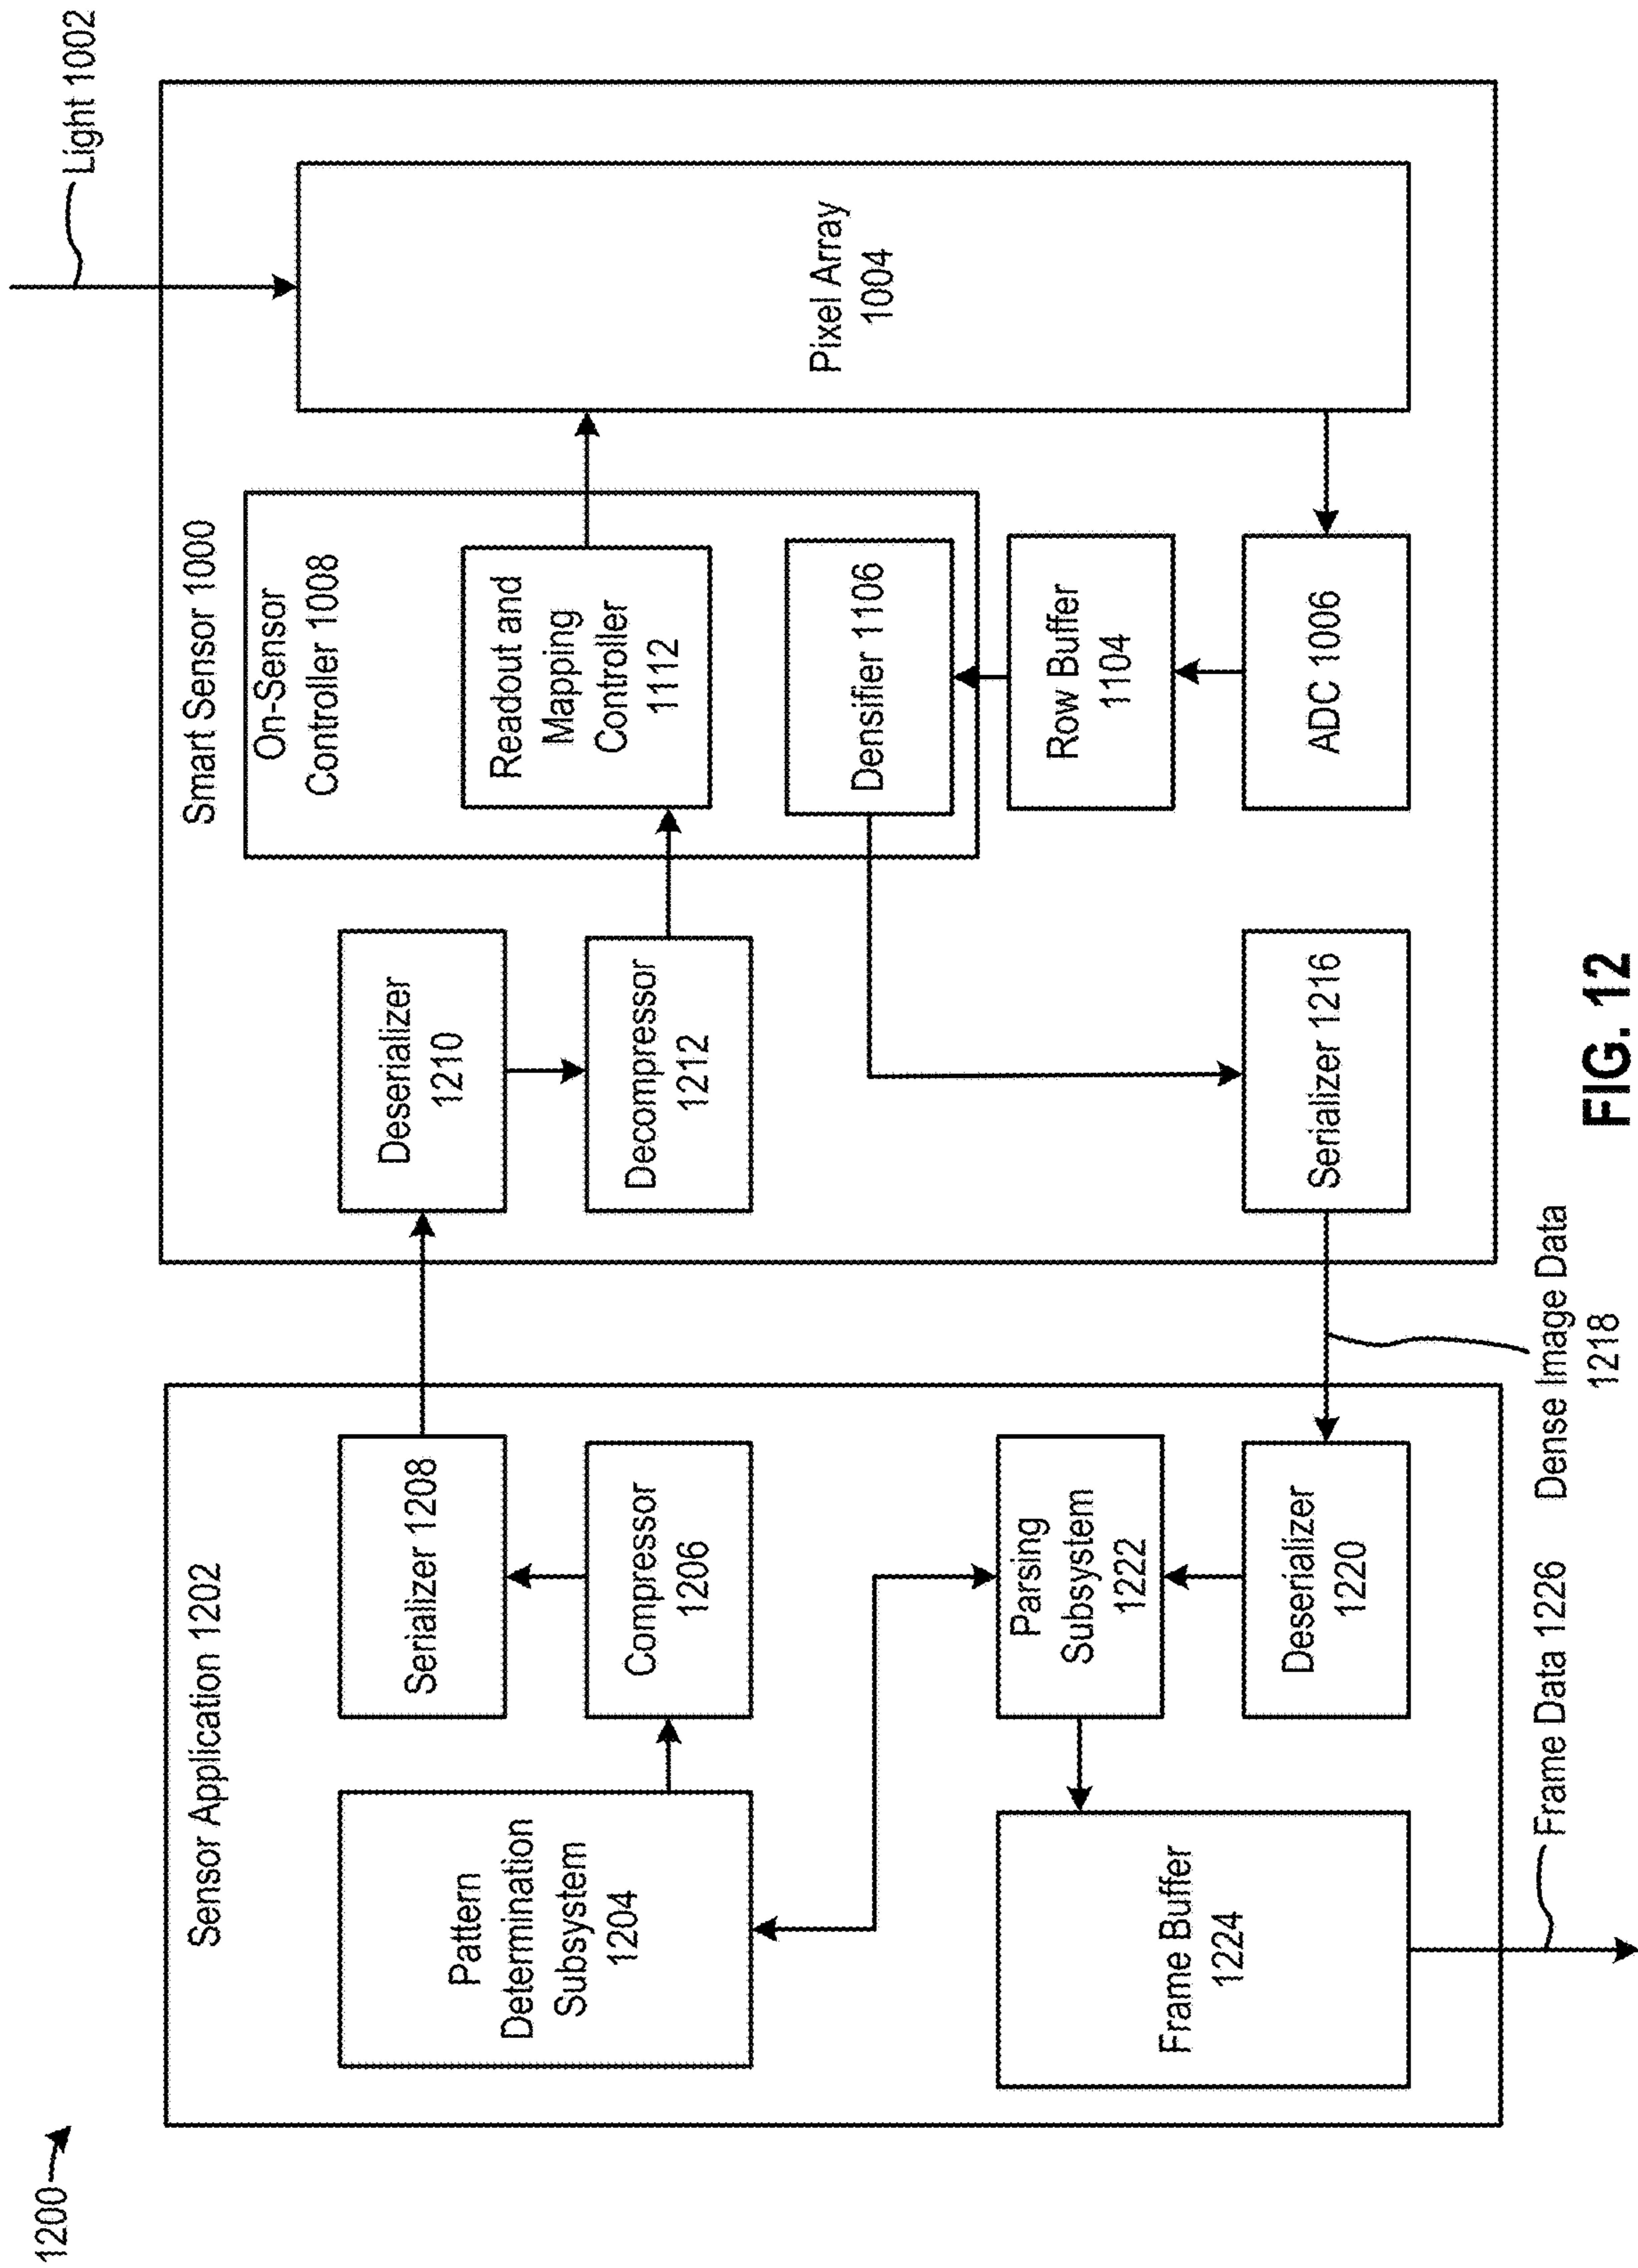 1200
Sensor Application 1202
Pattern
Determination
Subsystem
1204
Serializer 1208
Compressor
1206
Parsing
Subsystem
1222
Frame Buffer
1224
Deserializer
1220
Frame Data 1226
Dense Image Data
1218
Smart Sensor 1000
Deserializer
1210
Decompressor
1212
Serializer 1216
On-Sensor
Controller 1008
Readout and
Mapping
Controller
1112
Densifier 1106
Row Buffer
1104
ADC 1006
Pixel Array
1004
Light 1002
FIG. 12